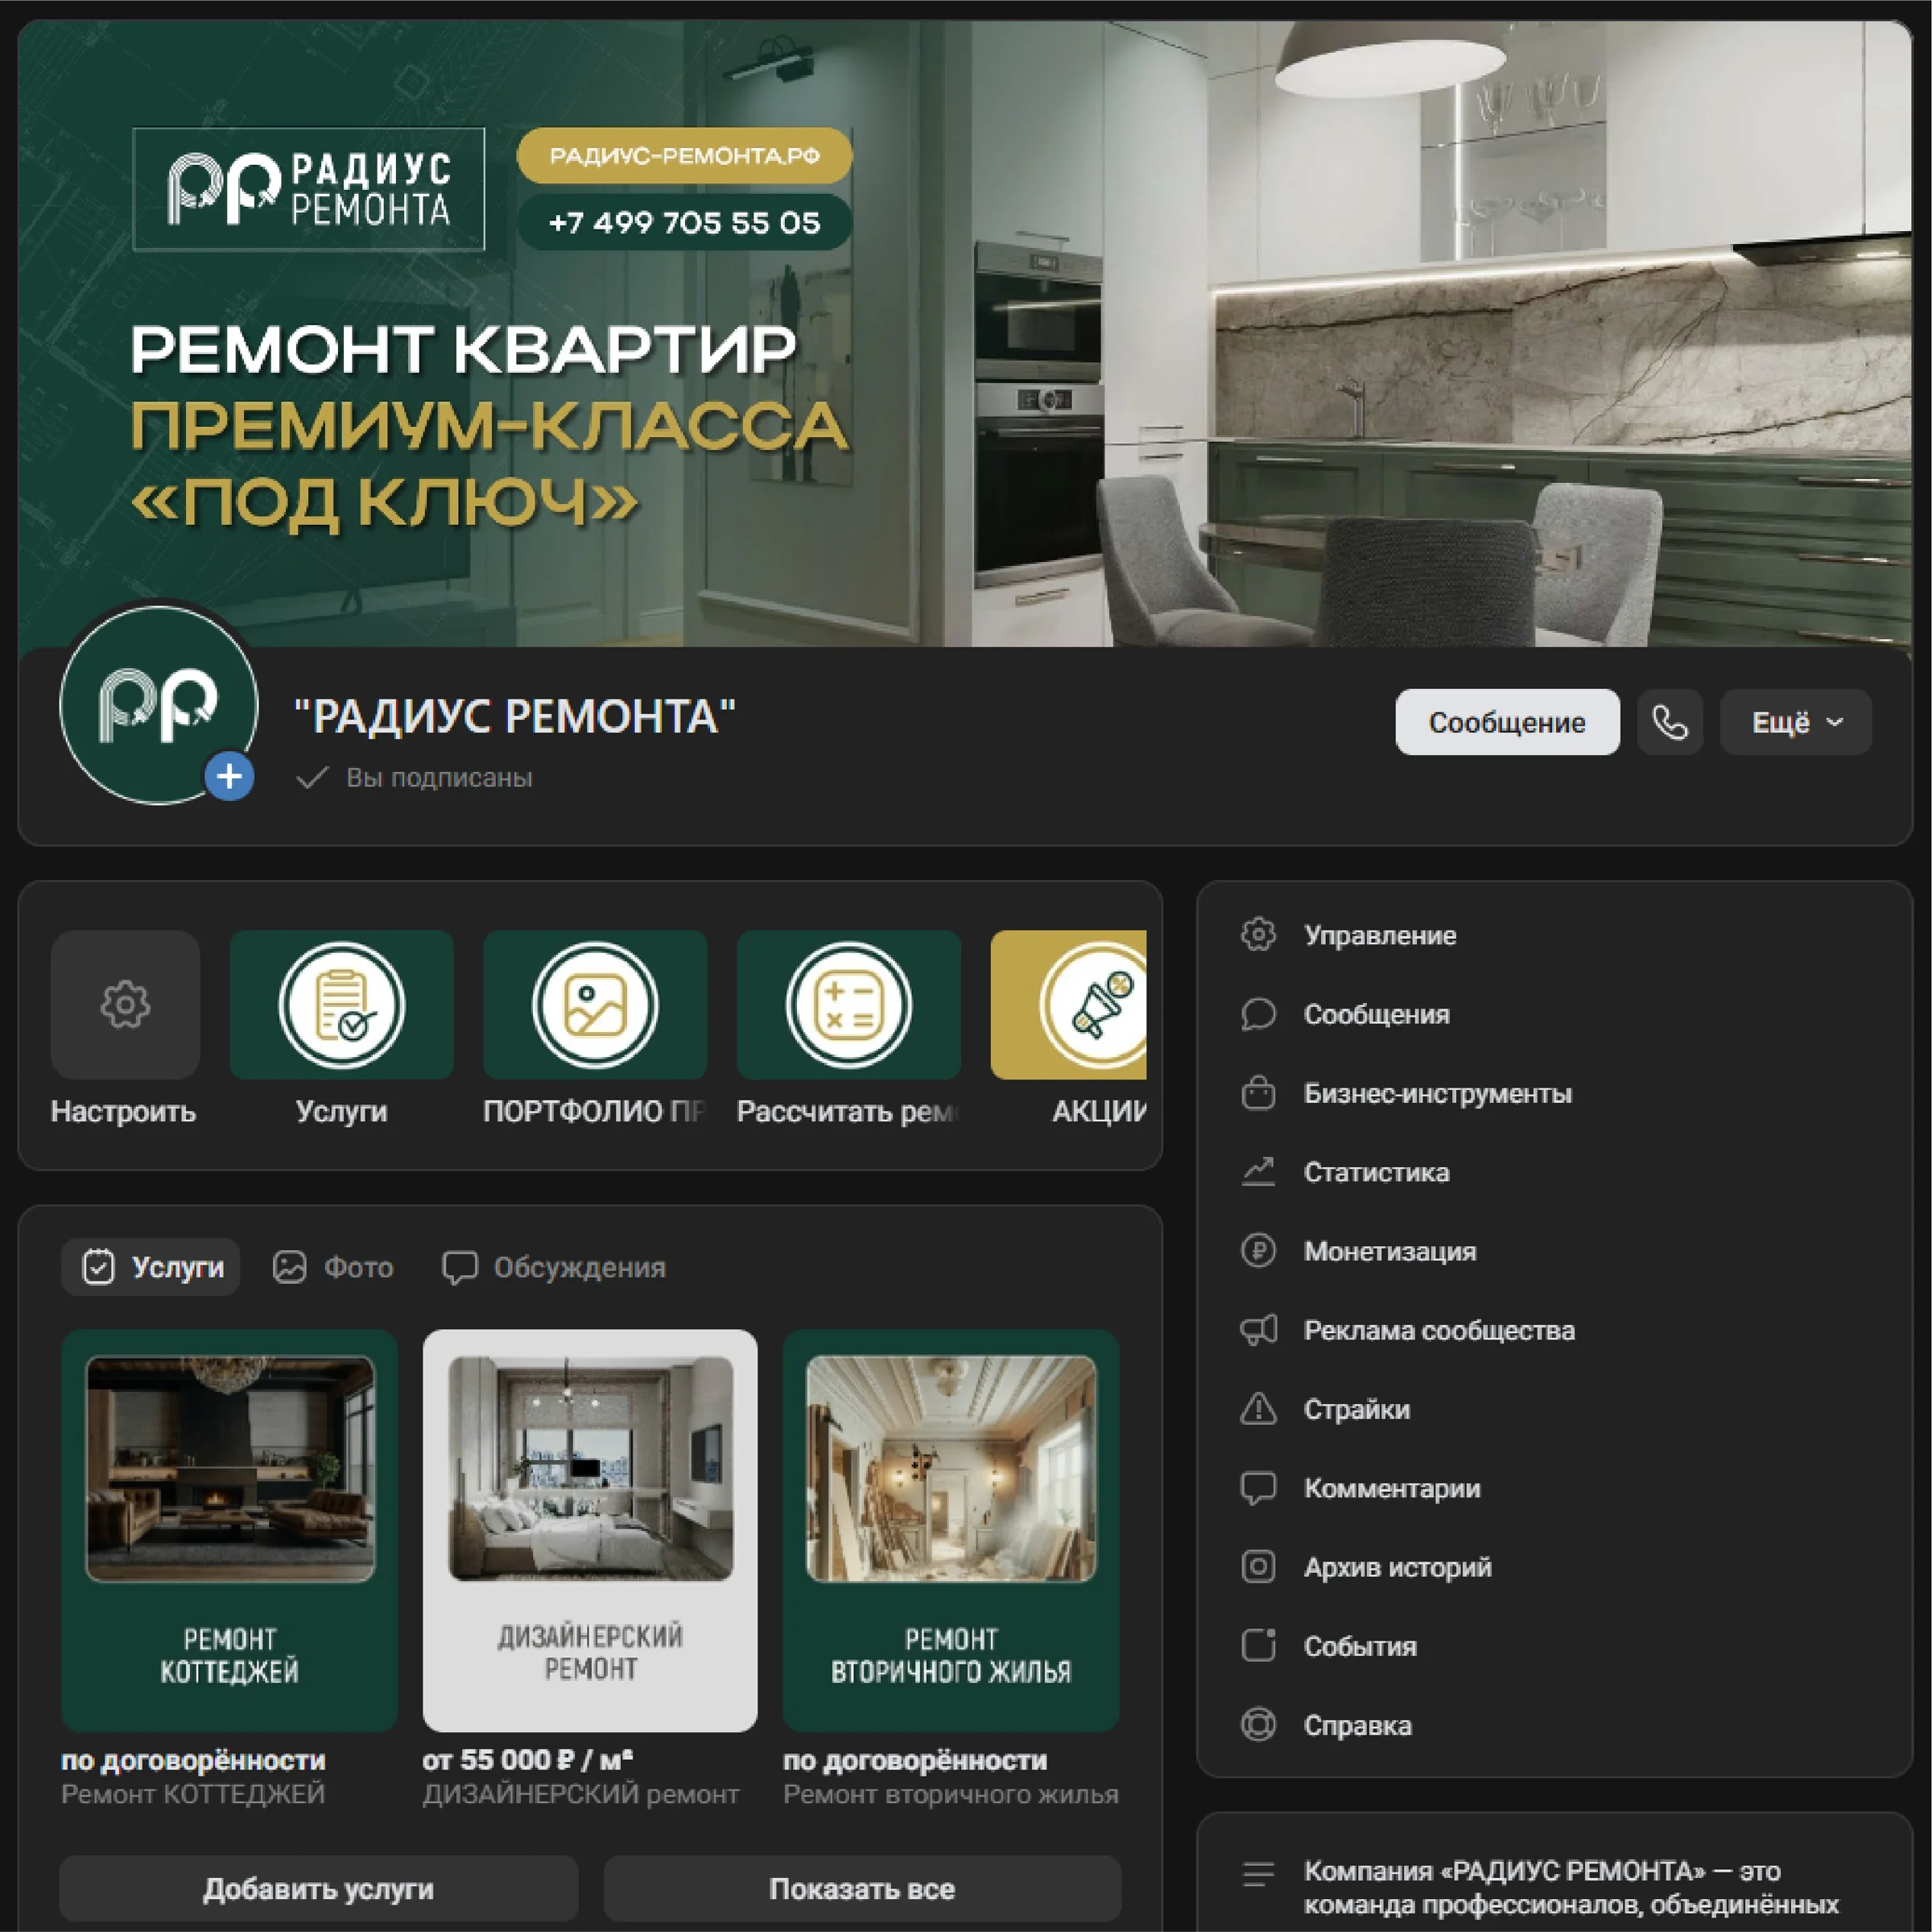 РАДИУС
РЕМОНТА
РАДИУС-РЕМОНТА.РФ
+7 499 705 55 05
РЕМОНТ КВАРТИР
ПРЕМИУМ-КЛАССА
«ПОД КЛЮЧ»
"РАДИУС РЕМОНТА"
Вы подписаны
Сообщение
Ещё
Настроить
Услуги
ПОРТФОЛИО ПР
Рассчитать рем
АКЦИИ
Услуги
Фото
Обсуждения
РЕМОНТ
КОТТЕДЖЕЙ
ДИЗАЙНЕРСКИЙ
РЕМОНТ
РЕМОНТ
ВТОРИЧНОГО ЖИЛЬЯ
по договорённости
Ремонт КОТТЕДЖЕЙ
от 55 000 ₽ / м²
ДИЗАЙНЕРСКИЙ ремонт
по договорённости
Ремонт вторичного жилья
Добавить услуги
Показать все
Управление
Сообщения
Бизнес-инструменты
Статистика
Монетизация
Реклама сообщества
Страйки
Комментарии
Архив историй
События
Справка
Компания «РАДИУС РЕМОНТА» — это
команда профессионалов, объединённых